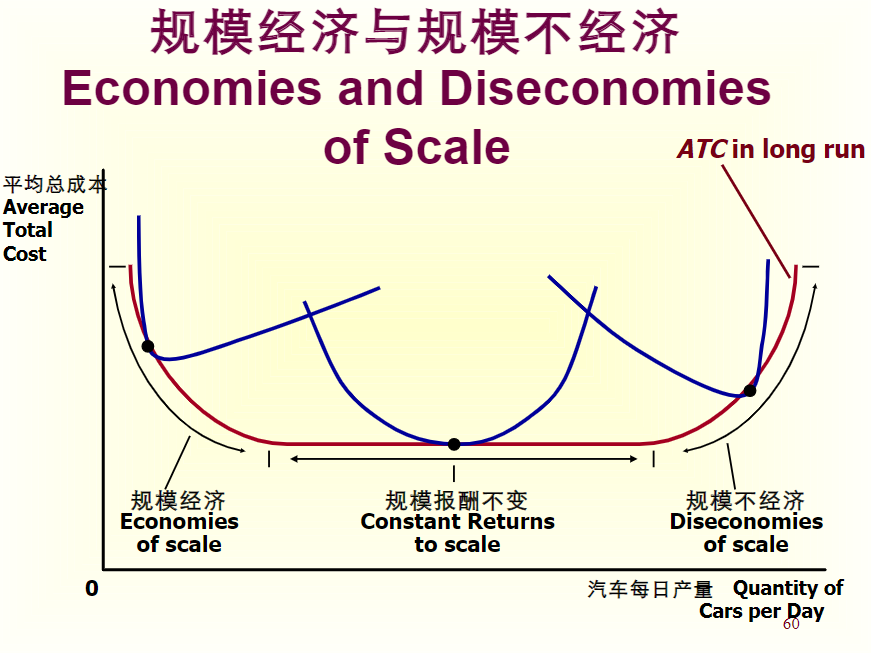 规模经济与规模不经济
Economies and Diseconomies
of Scale
ATC in long run
平均总成本
Average
Total
Cost
规模经济
Economies
of scale
规模报酬不变
Constant Returns
to scale
规模不经济
Diseconomies
of scale
0
汽车每日产量 Quantity of
Cars per Day
60